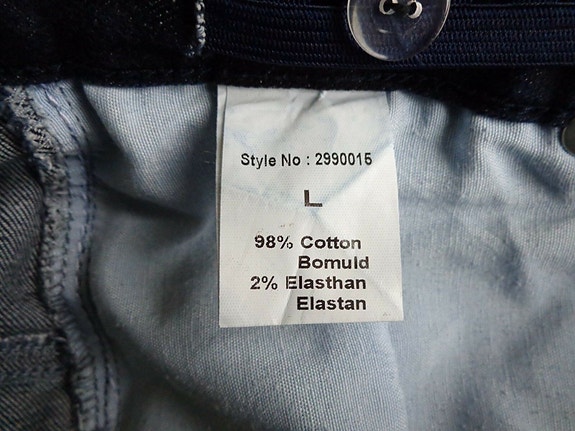 Style No : 2990015
L
98% Cotton
Bomuld
2% Elasthan
Elastan